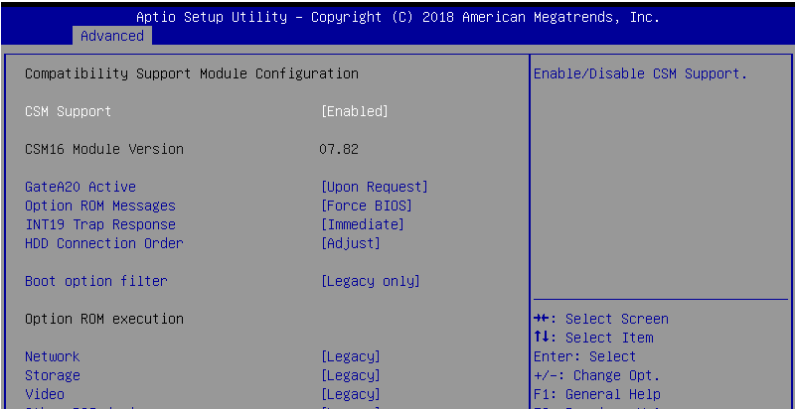 Aptio Setup Utility – Copyright (C) 2018 American Megatrends, Inc.
Advanced
Compatibility Support Module Configuration
Enable/Disable CSM Support.
CSM Support [Enabled]
CSM16 Module Version 07.82
GateA20 Active [Upon Request]
Option ROM Messages [Force BIOS]
INT19 Trap Response [Immediate]
HDD Connection Order [Adjust]
Boot option filter [Legacy only]
Option ROM execution
Network [Legacy]
Storage [Legacy]
Video [Legacy]
→←: Select Screen
↑↓: Select Item
Enter: Select
+/-: Change Opt.
F1: General Help